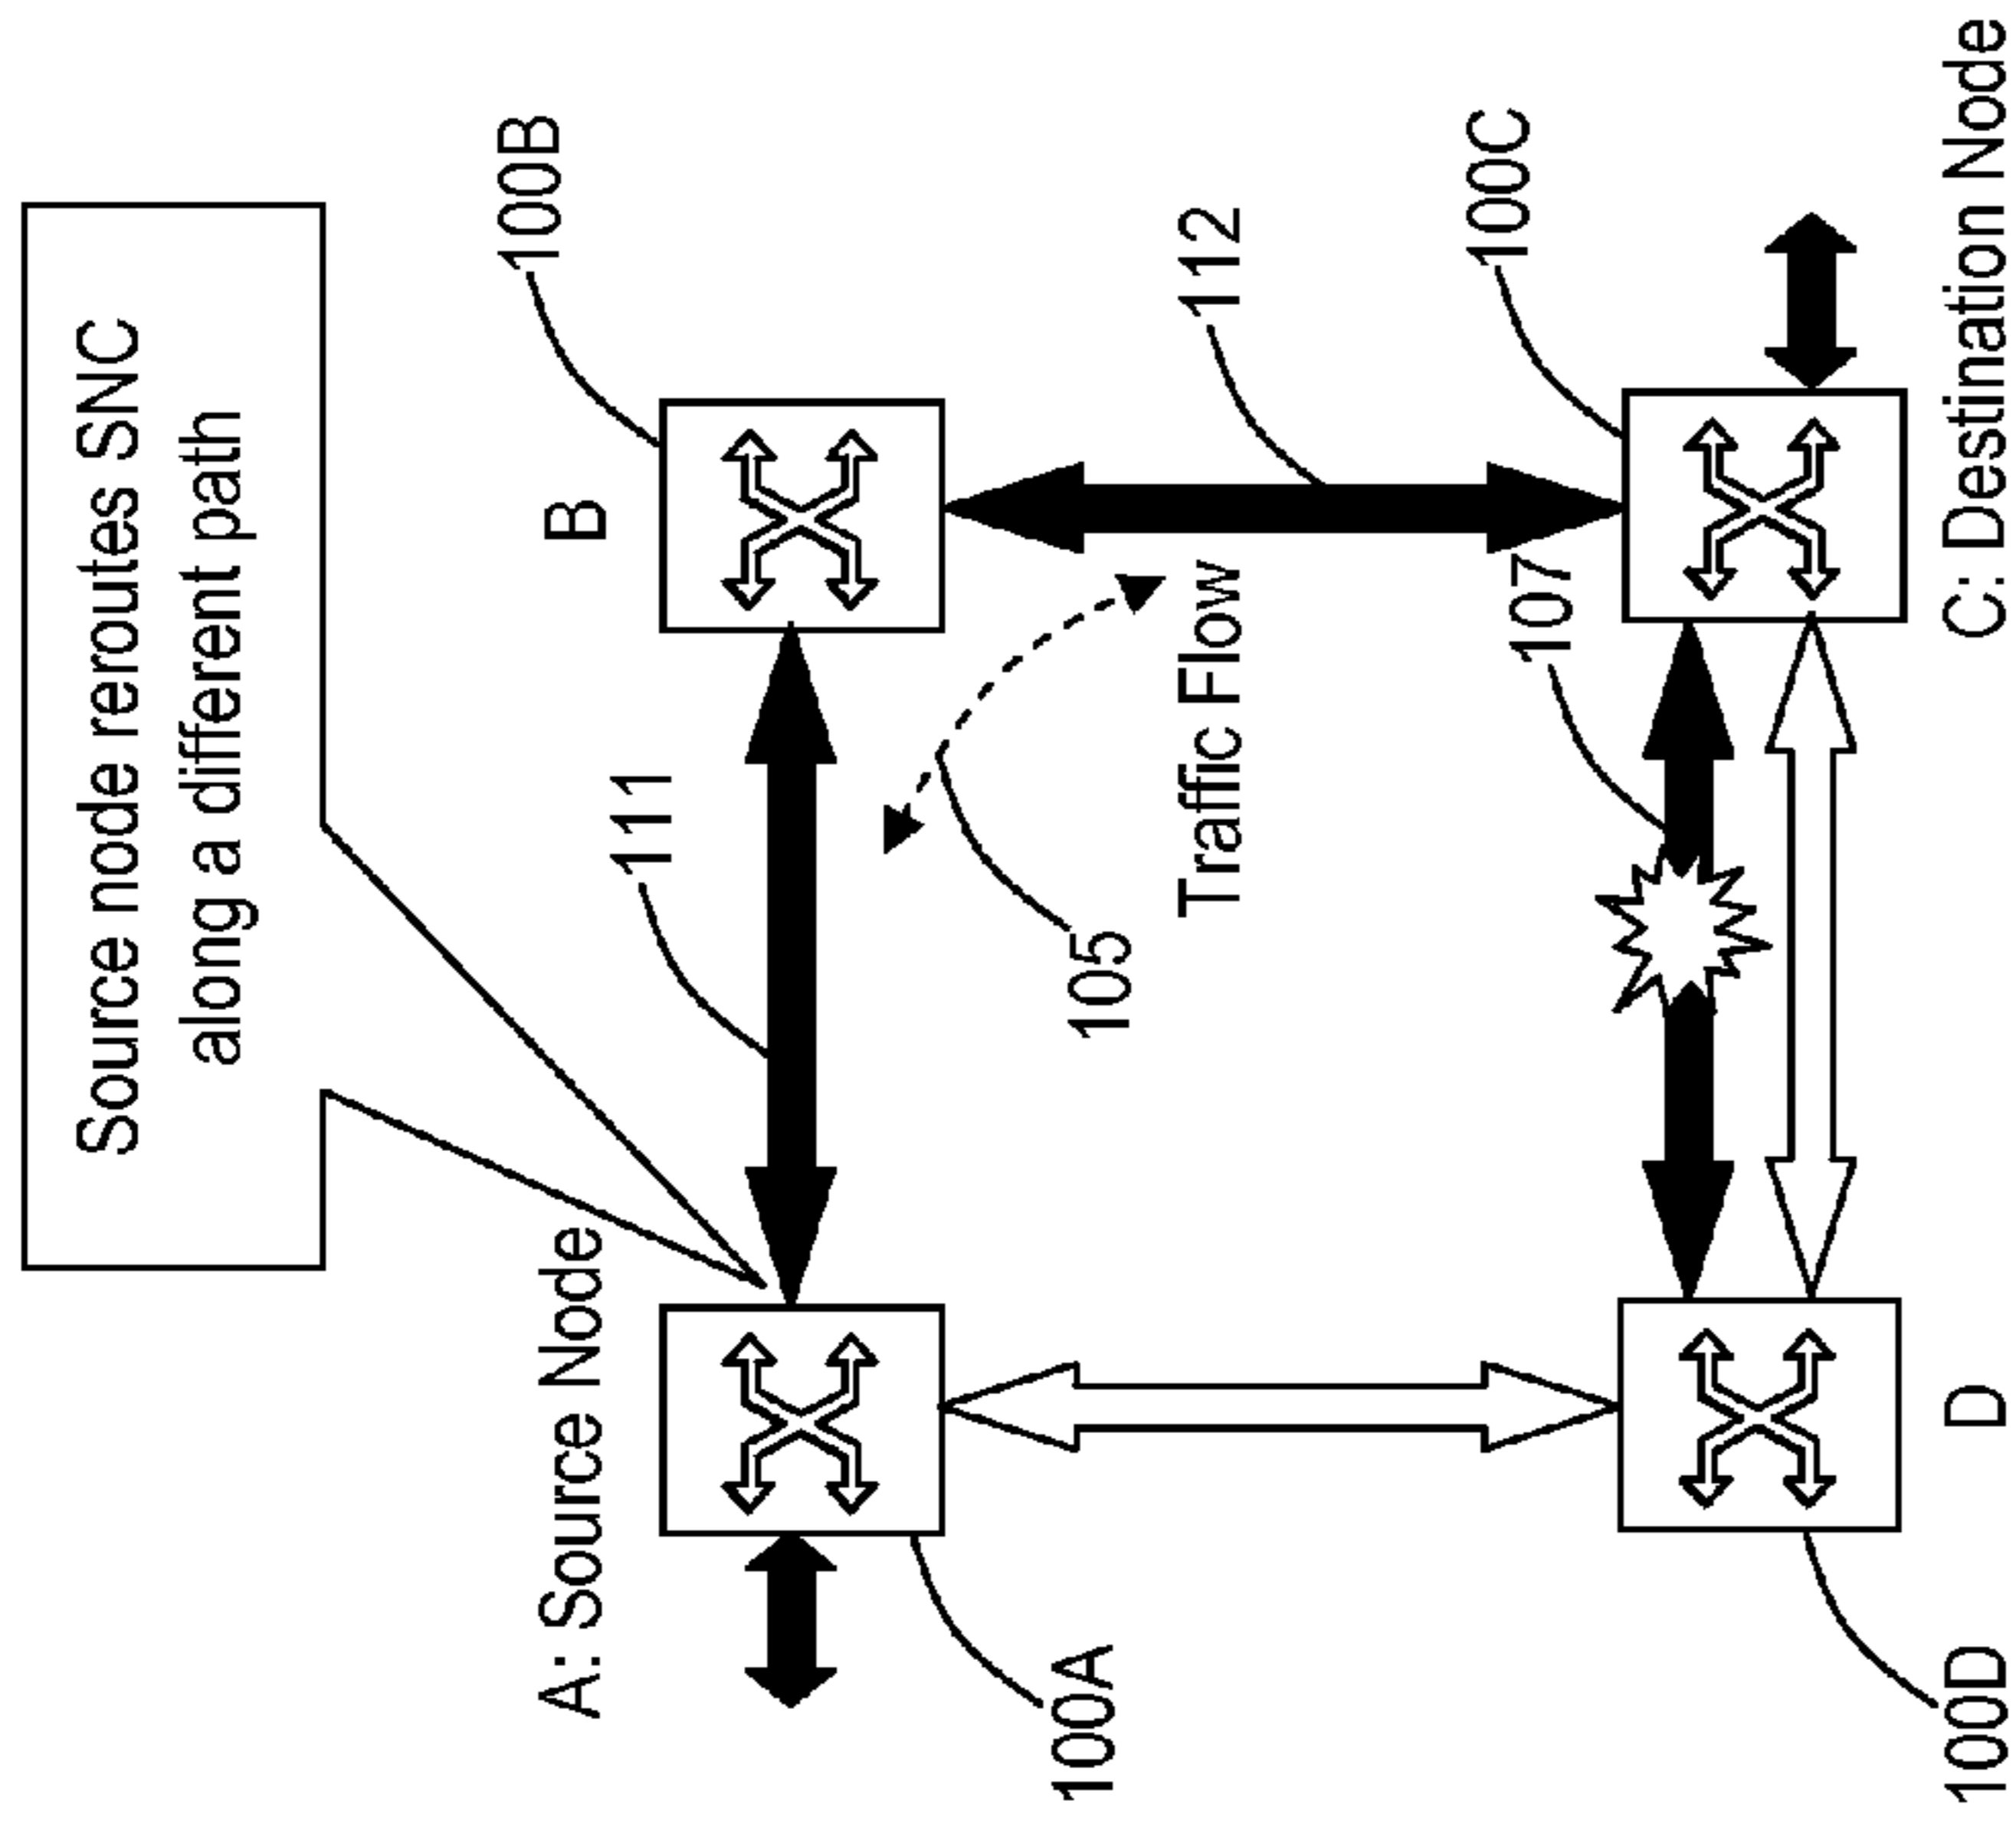 Source node reroutes SNC
along a different path
A: Source Node
B
100B
111
100A
105
Traffic Flow
112
107
100C
100D
D
C: Destination Node